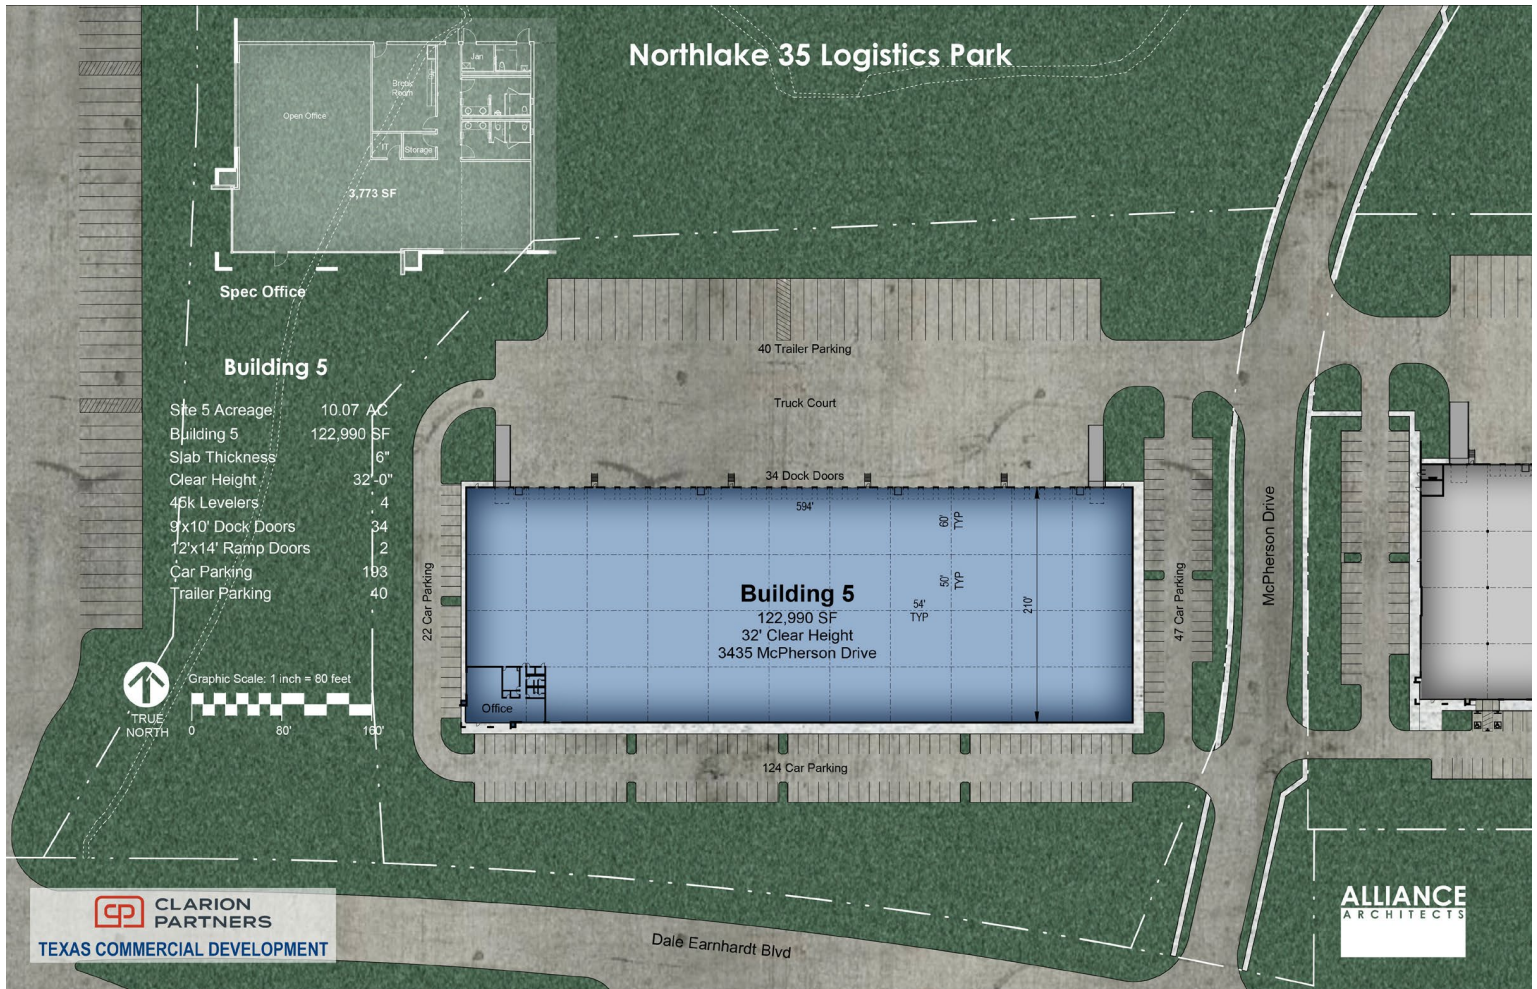 Northlake 35 Logistics Park
Jan
Break
Room
Open Office
IT
Storage
3,773 SF
Spec Office
Building 5
Site 5 Acreage 10.07 AC
Building 5 122,990 SF
Slab Thickness 6"
Clear Height 32'-0"
45k Levelers 4
9'x10' Dock Doors 34
12'x14' Ramp Doors 2
Car Parking 193
Trailer Parking 40
Graphic Scale: 1 inch = 80 feet
TRUE
NORTH
0 80' 160'
40 Trailer Parking
Truck Court
34 Dock Doors
594'
60'
TYP
50'
TYP
54'
TYP
210'
Building 5
122,990 SF
32' Clear Height
3435 McPherson Drive
Office
22 Car Parking
47 Car Parking
McPherson Drive
124 Car Parking
Dale Earnhardt Blvd
CP
CLARION
PARTNERS
TEXAS COMMERCIAL DEVELOPMENT
ALLIANCE
ARCHITECTS